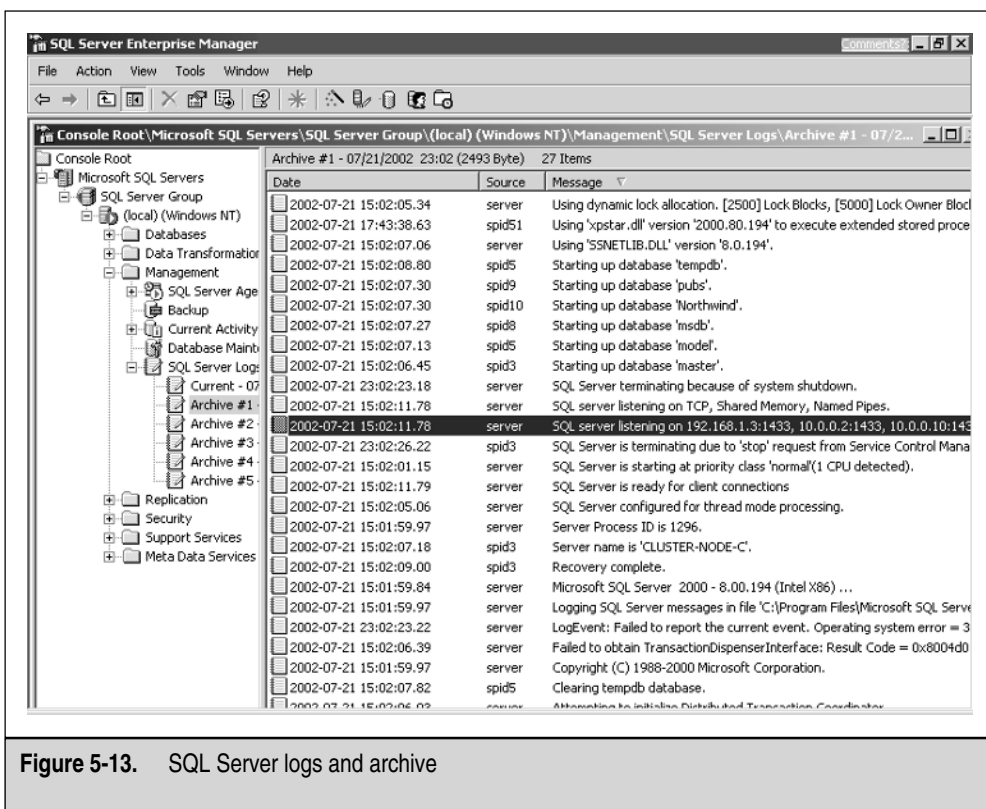 SQL Server Enterprise Manager
Comments?
File Action View Tools Window Help
Console Root\Microsoft SQL Servers\SQL Server Group\(local) (Windows NT)\Management\SQL Server Logs\Archive #1 - 07/2...
Console Root
Microsoft SQL Servers
SQL Server Group
(local) (Windows NT)
Databases
Data Transformation
Management
SQL Server Age
Backup
Current Activity
Database Maint
SQL Server Logs
Current - 07
Archive #1 -
Archive #2 -
Archive #3 -
Archive #4 -
Archive #5 -
Replication
Security
Support Services
Meta Data Services
Archive #1 - 07/21/2002 23:02 (2493 Byte) 27 Items
Date Source Message
2002-07-21 15:02:05.34 server Using dynamic lock allocation. [2500] Lock Blocks, [5000] Lock Owner Bloc
2002-07-21 17:43:38.63 spid51 Using 'xpstar.dll' version '2000.80.194' to execute extended stored proce
2002-07-21 15:02:07.06 server Using 'SSNETLIB.DLL' version '8.0.194'.
2002-07-21 15:02:08.80 spid5 Starting up database 'tempdb'.
2002-07-21 15:02:07.30 spid9 Starting up database 'pubs'.
2002-07-21 15:02:07.30 spid10 Starting up database 'Northwind'.
2002-07-21 15:02:07.27 spid8 Starting up database 'msdb'.
2002-07-21 15:02:07.13 spid5 Starting up database 'model'.
2002-07-21 15:02:06.45 spid3 Starting up database 'master'.
2002-07-21 23:02:23.18 server SQL Server terminating because of system shutdown.
2002-07-21 15:02:11.78 server SQL server listening on TCP, Shared Memory, Named Pipes.
2002-07-21 15:02:11.78 server SQL server listening on 192.168.1.3:1433, 10.0.0.2:1433, 10.0.0.10:143
2002-07-21 23:02:26.22 spid3 SQL Server is terminating due to 'stop' request from Service Control Mana
2002-07-21 15:02:01.15 server SQL Server is starting at priority class 'normal'(1 CPU detected).
2002-07-21 15:02:11.79 server SQL Server is ready for client connections
2002-07-21 15:02:05.06 server SQL Server configured for thread mode processing.
2002-07-21 15:01:59.97 server Server Process ID is 1296.
2002-07-21 15:02:07.18 spid3 Server name is 'CLUSTER-NODE-C'.
2002-07-21 15:02:09.00 spid3 Recovery complete.
2002-07-21 15:01:59.84 server Microsoft SQL Server 2000 - 8.00.194 (Intel X86) ...
2002-07-21 15:01:59.97 server Logging SQL Server messages in file 'C:\Program Files\Microsoft SQL Serve
2002-07-21 23:02:23.22 server LogEvent: Failed to report the current event. Operating system error = 3
2002-07-21 15:02:06.39 server Failed to obtain TransactionDispenserInterface: Result Code = 0x8004d0
2002-07-21 15:01:59.97 server Copyright (C) 1988-2000 Microsoft Corporation.
2002-07-21 15:02:07.82 spid5 Clearing tempdb database.
2002-07-21 15:02:06.03 server Attempting to initialize Distributed Transaction Coordinator
Figure 5-13. SQL Server logs and archive